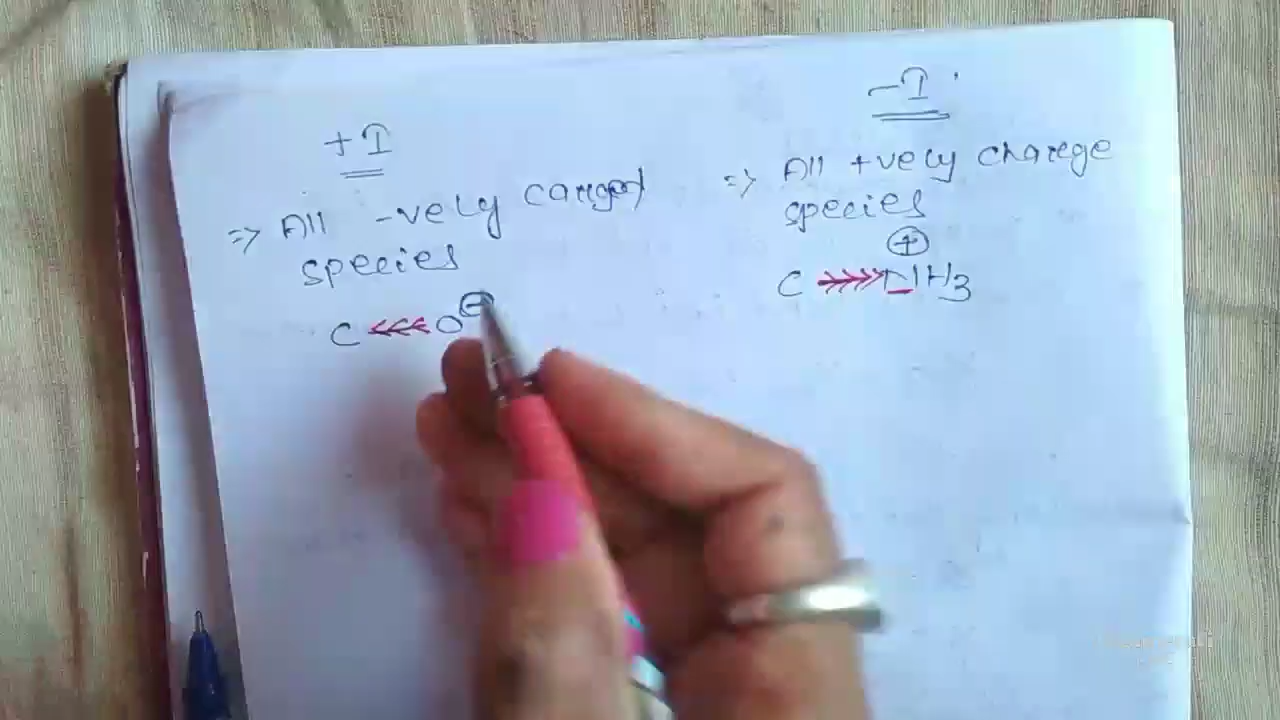 +I
⇒ All -vely carged
species
C ⋘ O⊖
-I
⇒ All +vely charege
species
⊕
C ⋙ NH3